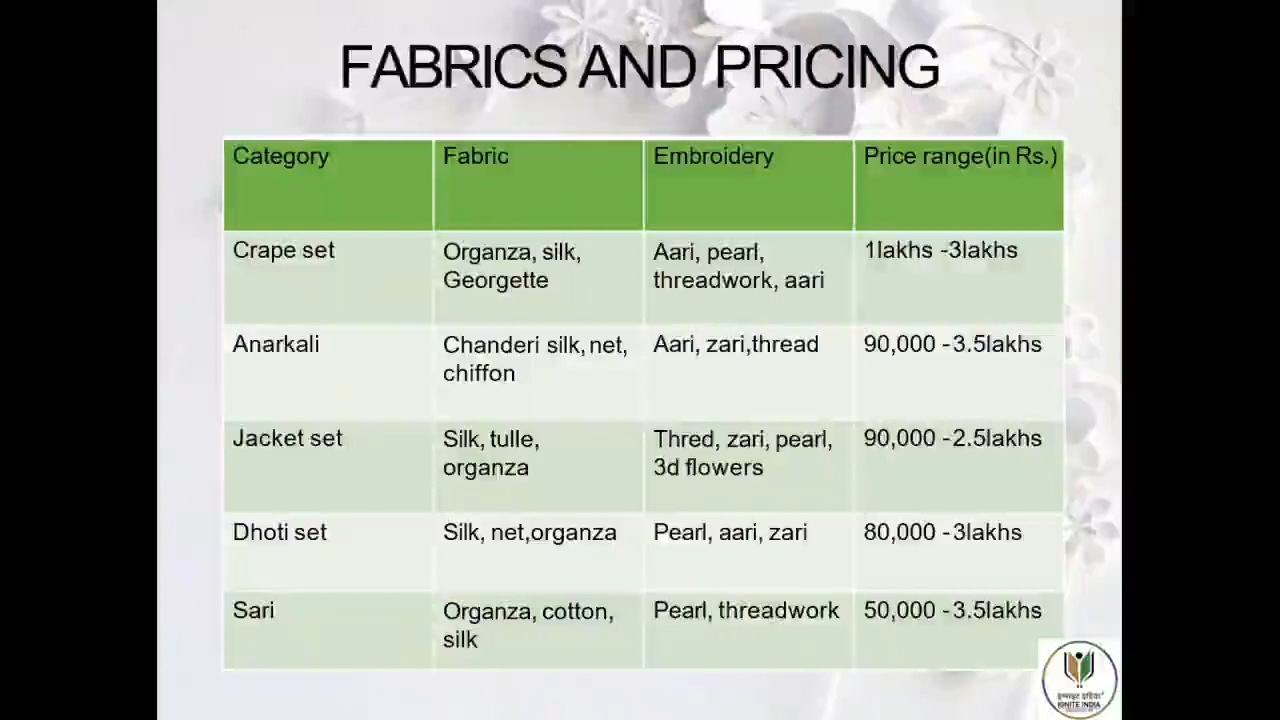 FABRICS AND PRICING
Category Fabric Embroidery Price range(in Rs.)
Crape set Organza, silk, Aari, pearl, 1lakhs -3lakhs
Georgette threadwork, aari
Anarkali Chanderi silk, net, Aari, zari,thread 90,000 -3.5lakhs
chiffon
Jacket set Silk, tulle, Thred, zari, pearl, 90,000 -2.5lakhs
organza 3d flowers
Dhoti set Silk, net,organza Pearl, aari, zari 80,000 -3lakhs
Sari Organza, cotton, Pearl, threadwork 50,000 -3.5lakhs
silk
इग्नाइट इंडिया
IGNITE INDIA